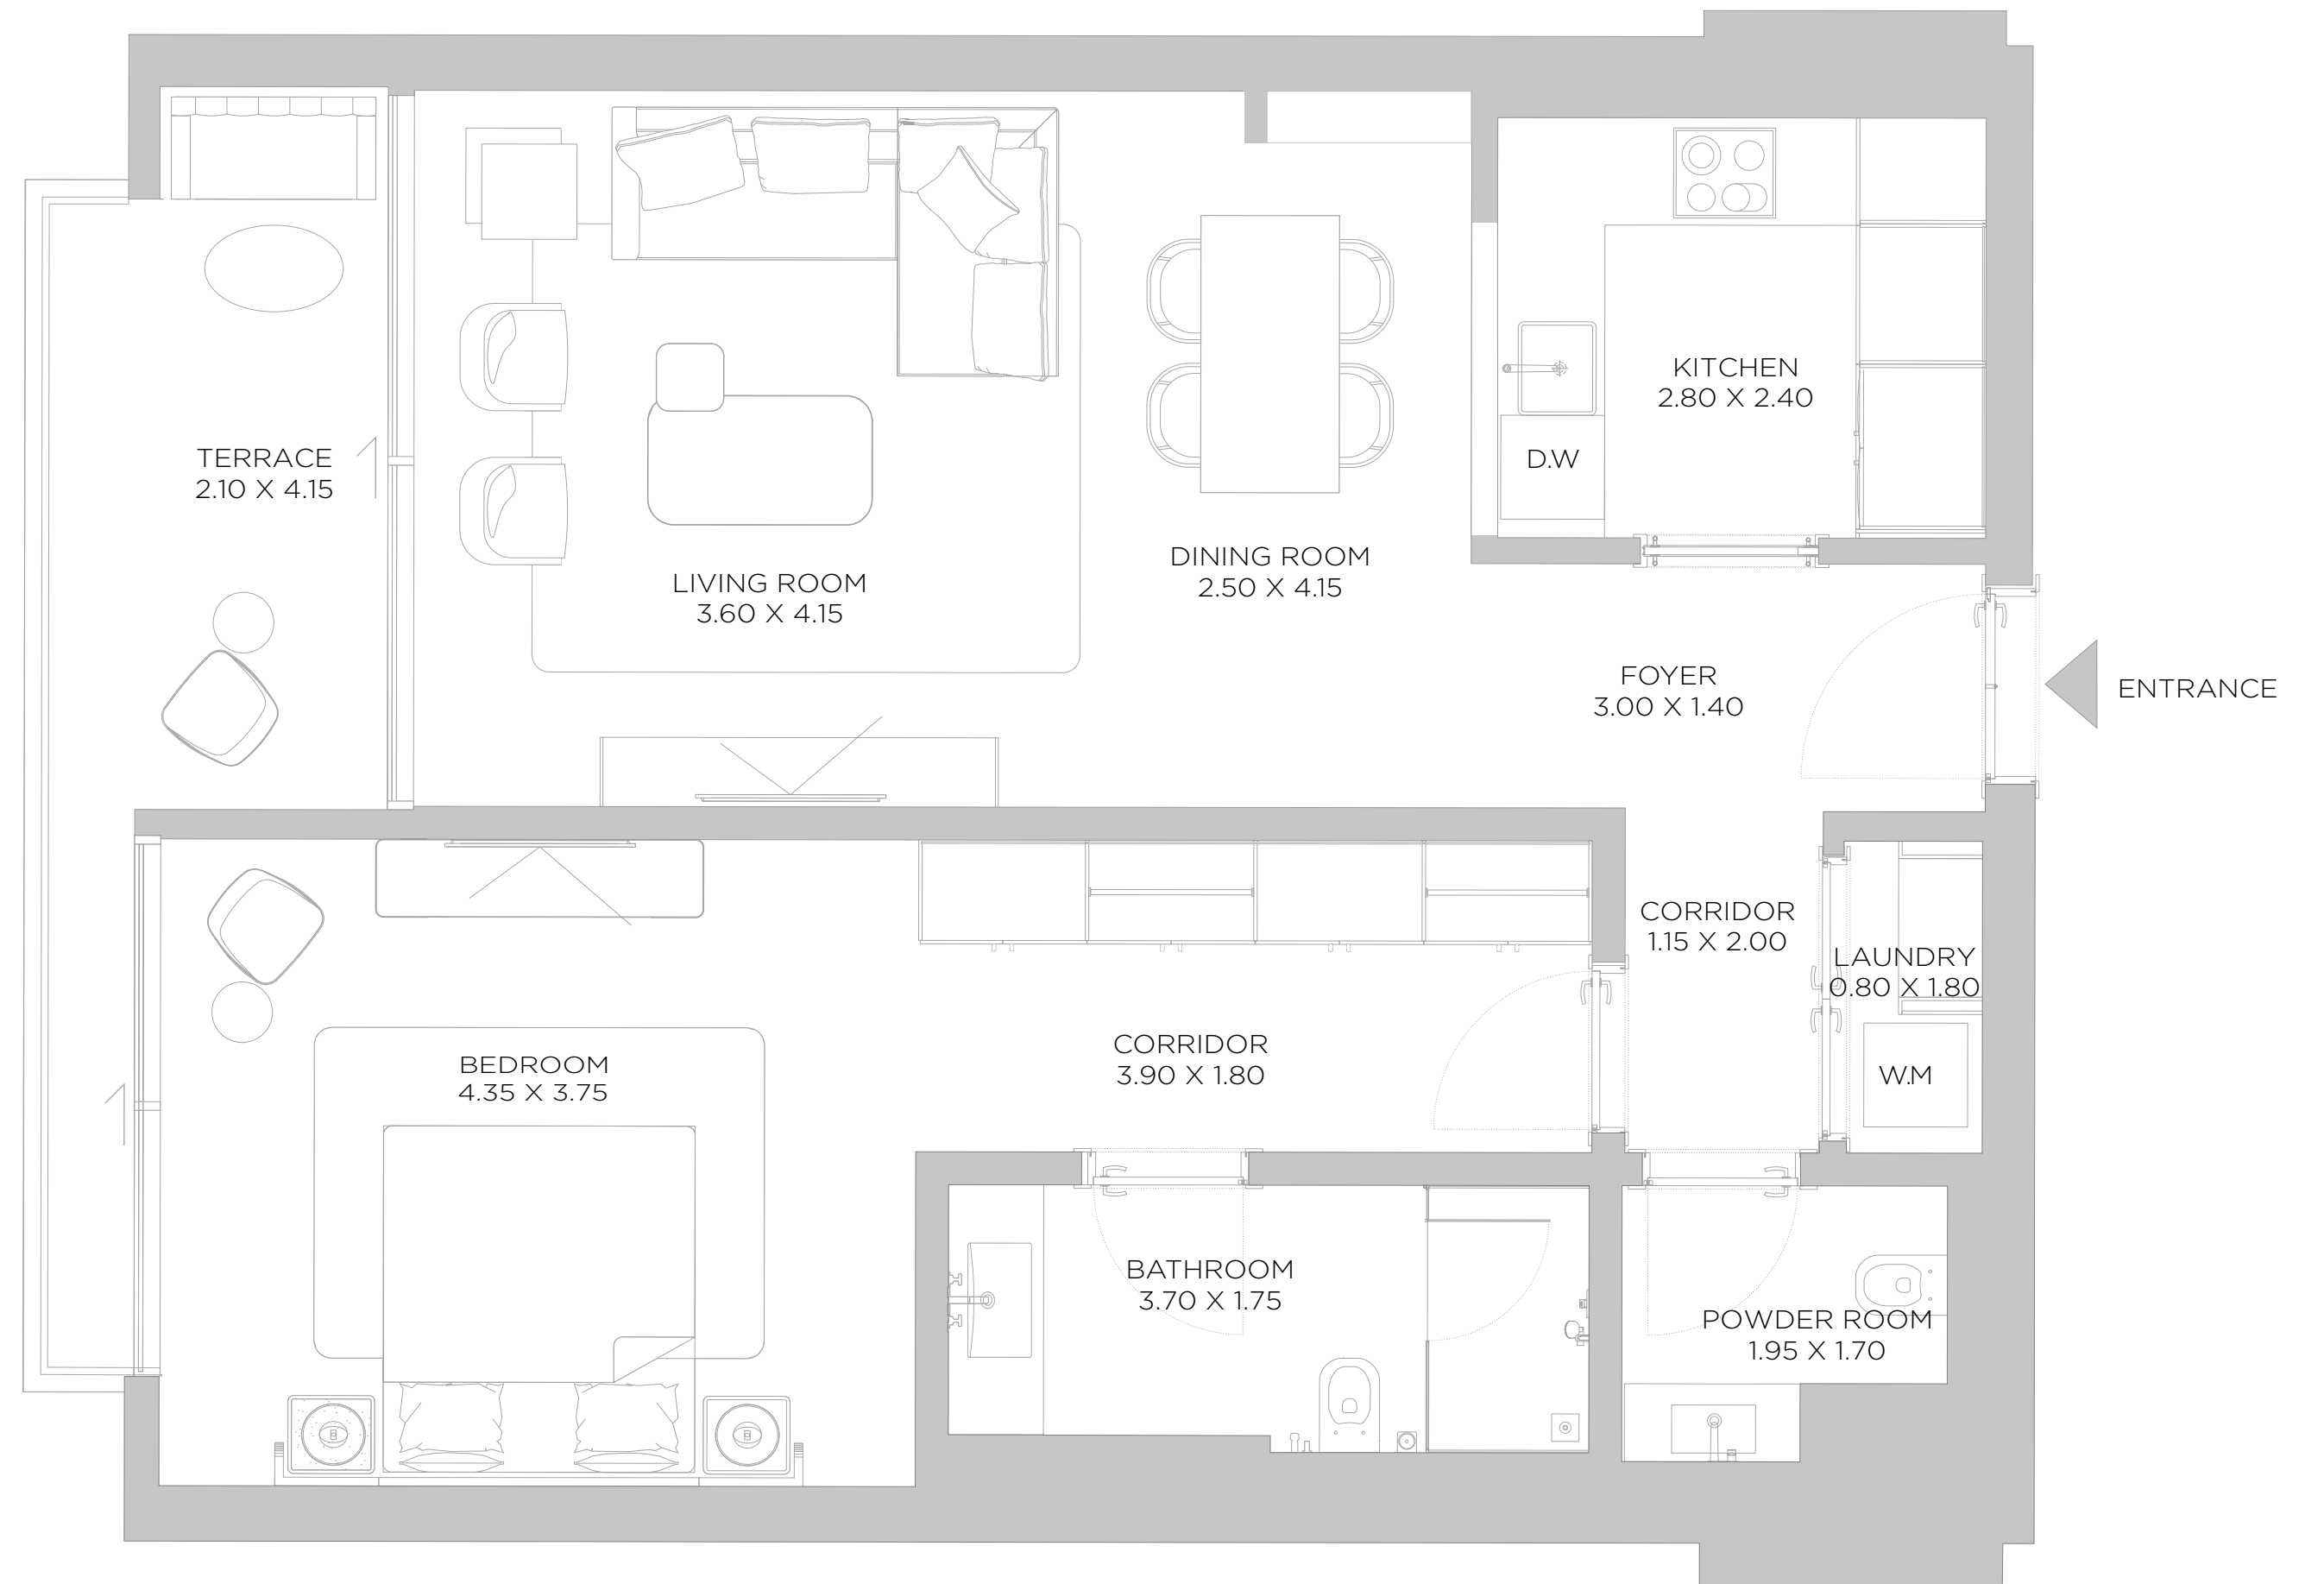 KITCHEN
2.80 X 2.40
TERRACE
2.10 X 4.15
D.W
LIVING ROOM
3.60 X 4.15
DINING ROOM
2.50 X 4.15
FOYER
3.00 X 1.40
ENTRANCE
CORRIDOR
1.15 X 2.00
LAUNDRY
0.80 X 1.80
BEDROOM
4.35 X 3.75
CORRIDOR
3.90 X 1.80
W.M
BATHROOM
3.70 X 1.75
POWDER ROOM
1.95 X 1.70